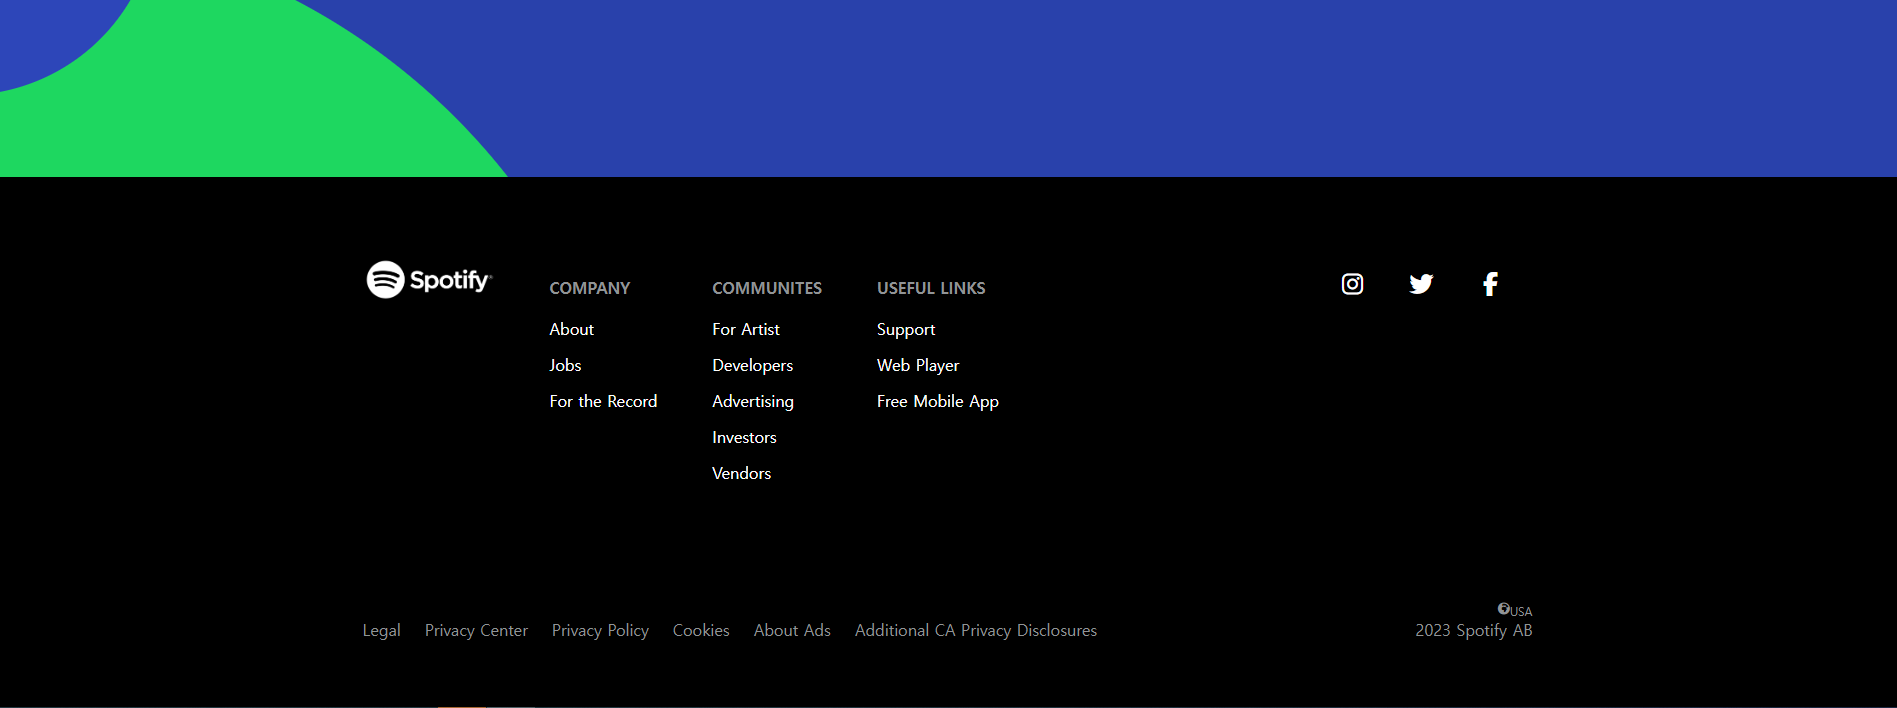 Spotify®
COMPANY
About
Jobs
For the Record
COMMUNITES
For Artist
Developers
Advertising
Investors
Vendors
USEFUL LINKS
Support
Web Player
Free Mobile App
Legal Privacy Center Privacy Policy Cookies About Ads Additional CA Privacy Disclosures
USA
2023 Spotify AB